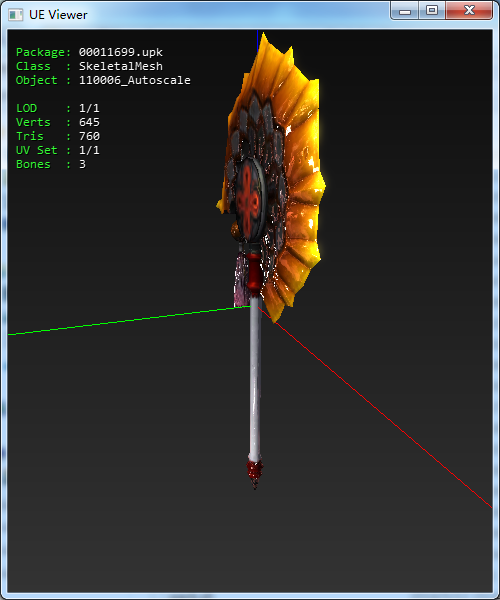 UE Viewer
Package: 00011699.upk
Class : SkeletalMesh
Object : 110006_Autoscale
LOD : 1/1
Verts : 645
Tris : 760
UV Set : 1/1
Bones : 3